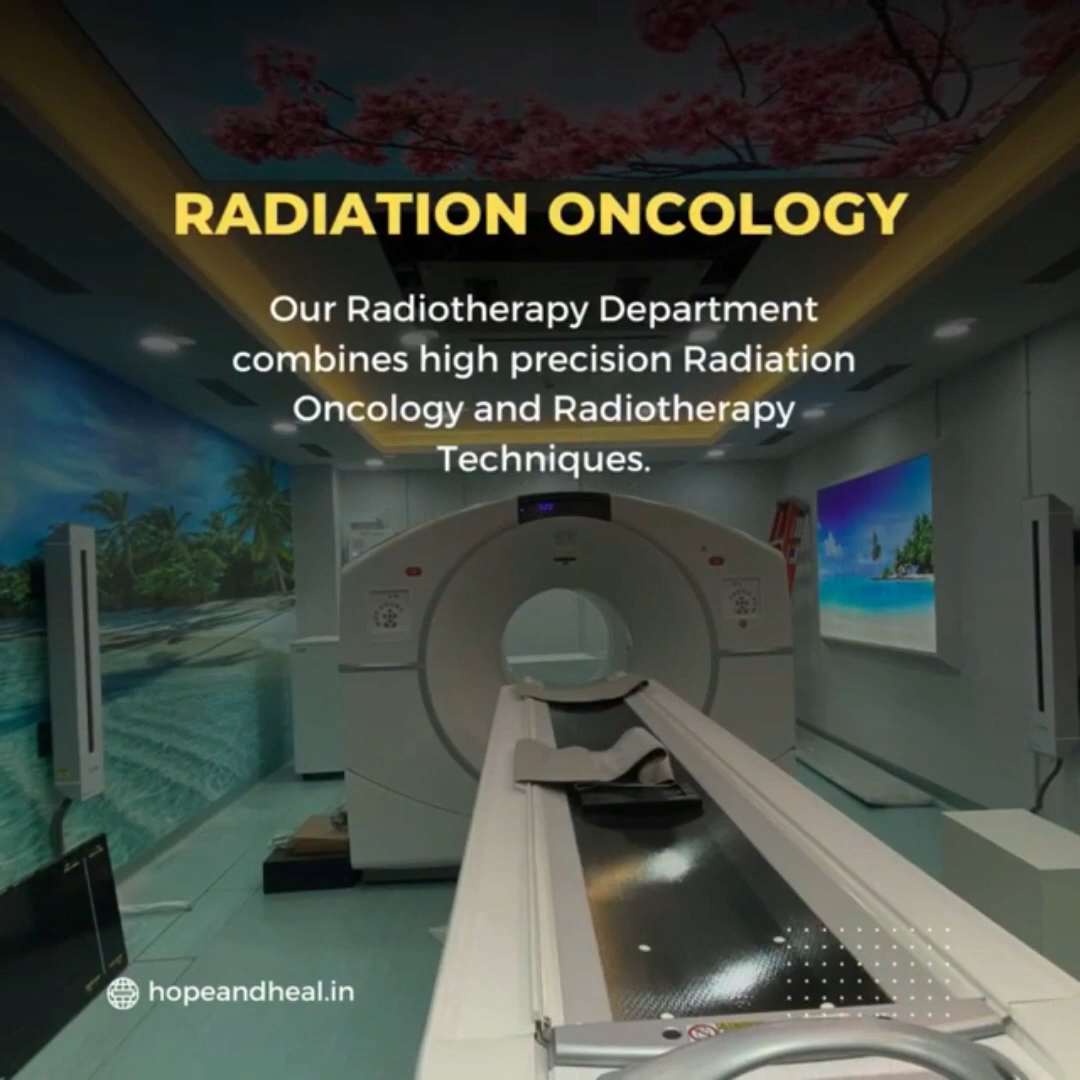 RADIATION ONCOLOGY
Our Radiotherapy Department
combines high precision Radiation
Oncology and Radiotherapy
Techniques.
hopeandheal.in